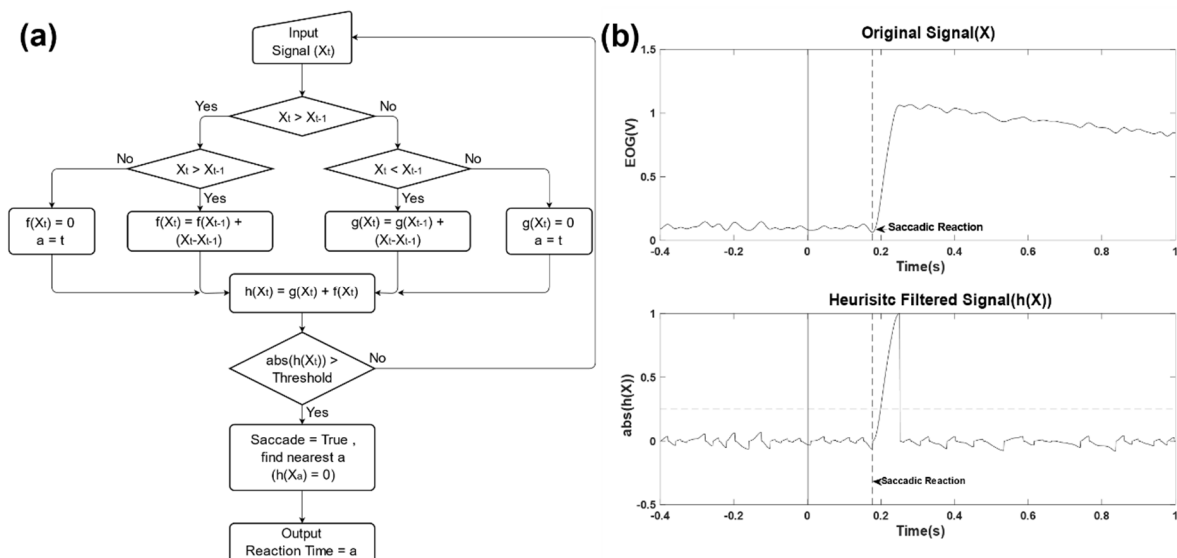 (a)
Input
Signal (Xt)
Yes
No
Xt > Xt-1
No
Xt > Xt-1
Xt < Xt-1
No
Yes
Yes
f(Xt) = 0
a = t
f(Xt) = f(Xt-1) +
(Xt-Xt-1)
g(Xt) = g(Xt-1) +
(Xt-Xt-1)
g(Xt) = 0
a = t
h(Xt) = g(Xt) + f(Xt)
abs(h(Xt)) >
Threshold
No
Yes
Saccade = True ,
find nearest a
(h(Xa) = 0)
Output
Reaction Time = a
(b)
Original Signal(X)
1.5
1
0.5
0
EOG(V)
Saccadic Reaction
-0.4 -0.2 0 0.2 0.4 0.6 0.8 1
Time(s)
Heurisitc Filtered Signal(h(X))
1
0.5
0
-0.5
abs(h(X))
Saccadic Reaction
-0.4 -0.2 0 0.2 0.4 0.6 0.8 1
Time(s)